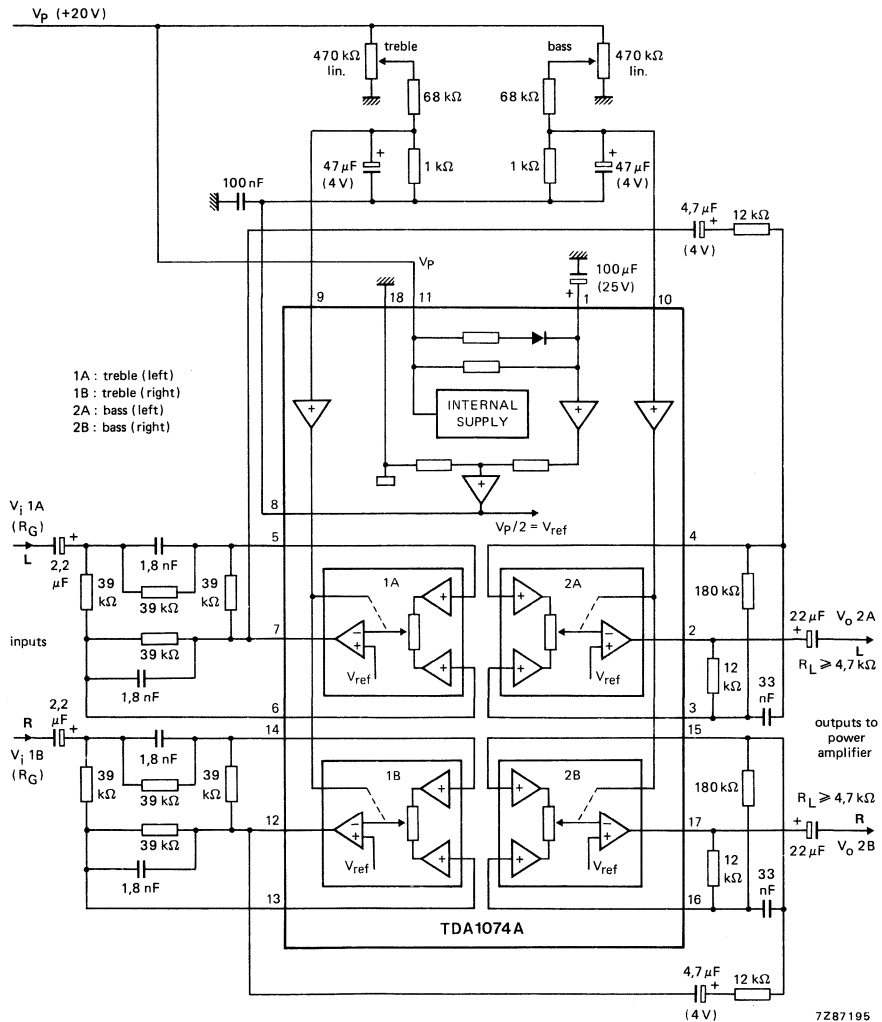 VP (+20 V)
470 kΩ
lin.
treble
bass
470 kΩ
lin.
68 kΩ
68 kΩ
47 μF
(4 V)
+
1 kΩ
1 kΩ
+
47 μF
(4 V)
100 nF
4,7 μF
+
(4 V)
12 kΩ
VP
100 μF
(25 V)
+
9
18
11
1
10
1A : treble (left)
1B : treble (right)
2A : bass (left)
2B : bass (right)
INTERNAL
SUPPLY
+
+
+
+
8
VP/2 = Vref
Vi 1A
(RG)
L
+
2,2
μF
39
kΩ
1,8 nF
39 kΩ
39
kΩ
39 kΩ
1,8 nF
inputs
5
7
6
1A
+
+
−
+
Vref
2A
+
+
−
+
Vref
4
2
3
180 kΩ
12
kΩ
33
nF
22 μF
+
VO 2A
L
RL ⩾ 4,7 kΩ
R
Vi 1B
(RG)
2,2
μF
+
39
kΩ
1,8 nF
39 kΩ
39
kΩ
39 kΩ
1,8 nF
14
12
13
1B
+
+
−
+
Vref
2B
+
+
−
+
Vref
15
17
16
180 kΩ
12
kΩ
33
nF
outputs to
power
amplifier
RL ⩾ 4,7 kΩ
+
R
22 μF
VO 2B
TDA1074A
4,7 μF
+
(4 V)
12 kΩ
7Z87195